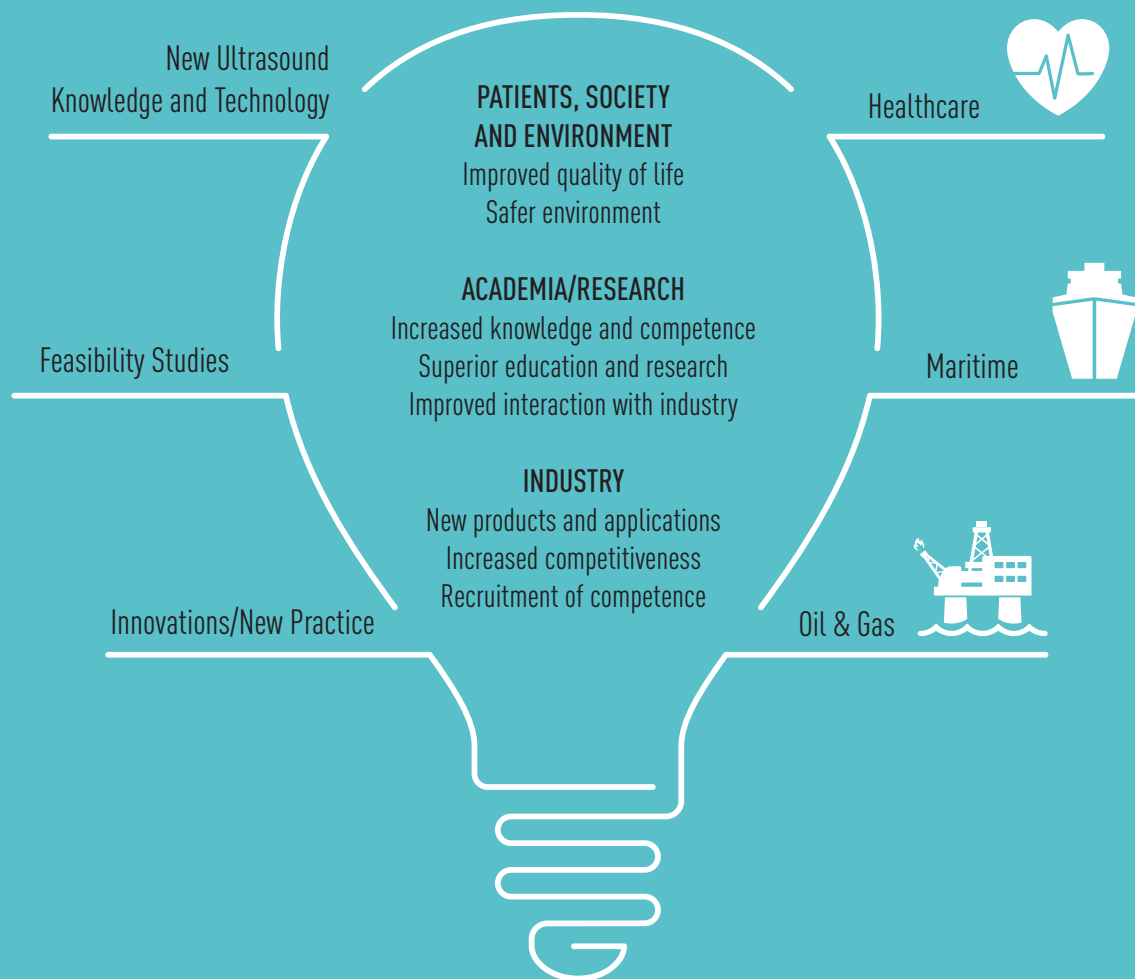 New Ultrasound
Knowledge and Technology
Feasibility Studies
Innovations/New Practice
PATIENTS, SOCIETY
AND ENVIRONMENT
Improved quality of life
Safer environment
ACADEMIA/RESEARCH
Increased knowledge and competence
Superior education and research
Improved interaction with industry
INDUSTRY
New products and applications
Increased competitiveness
Recruitment of competence
Healthcare
Maritime
Oil & Gas